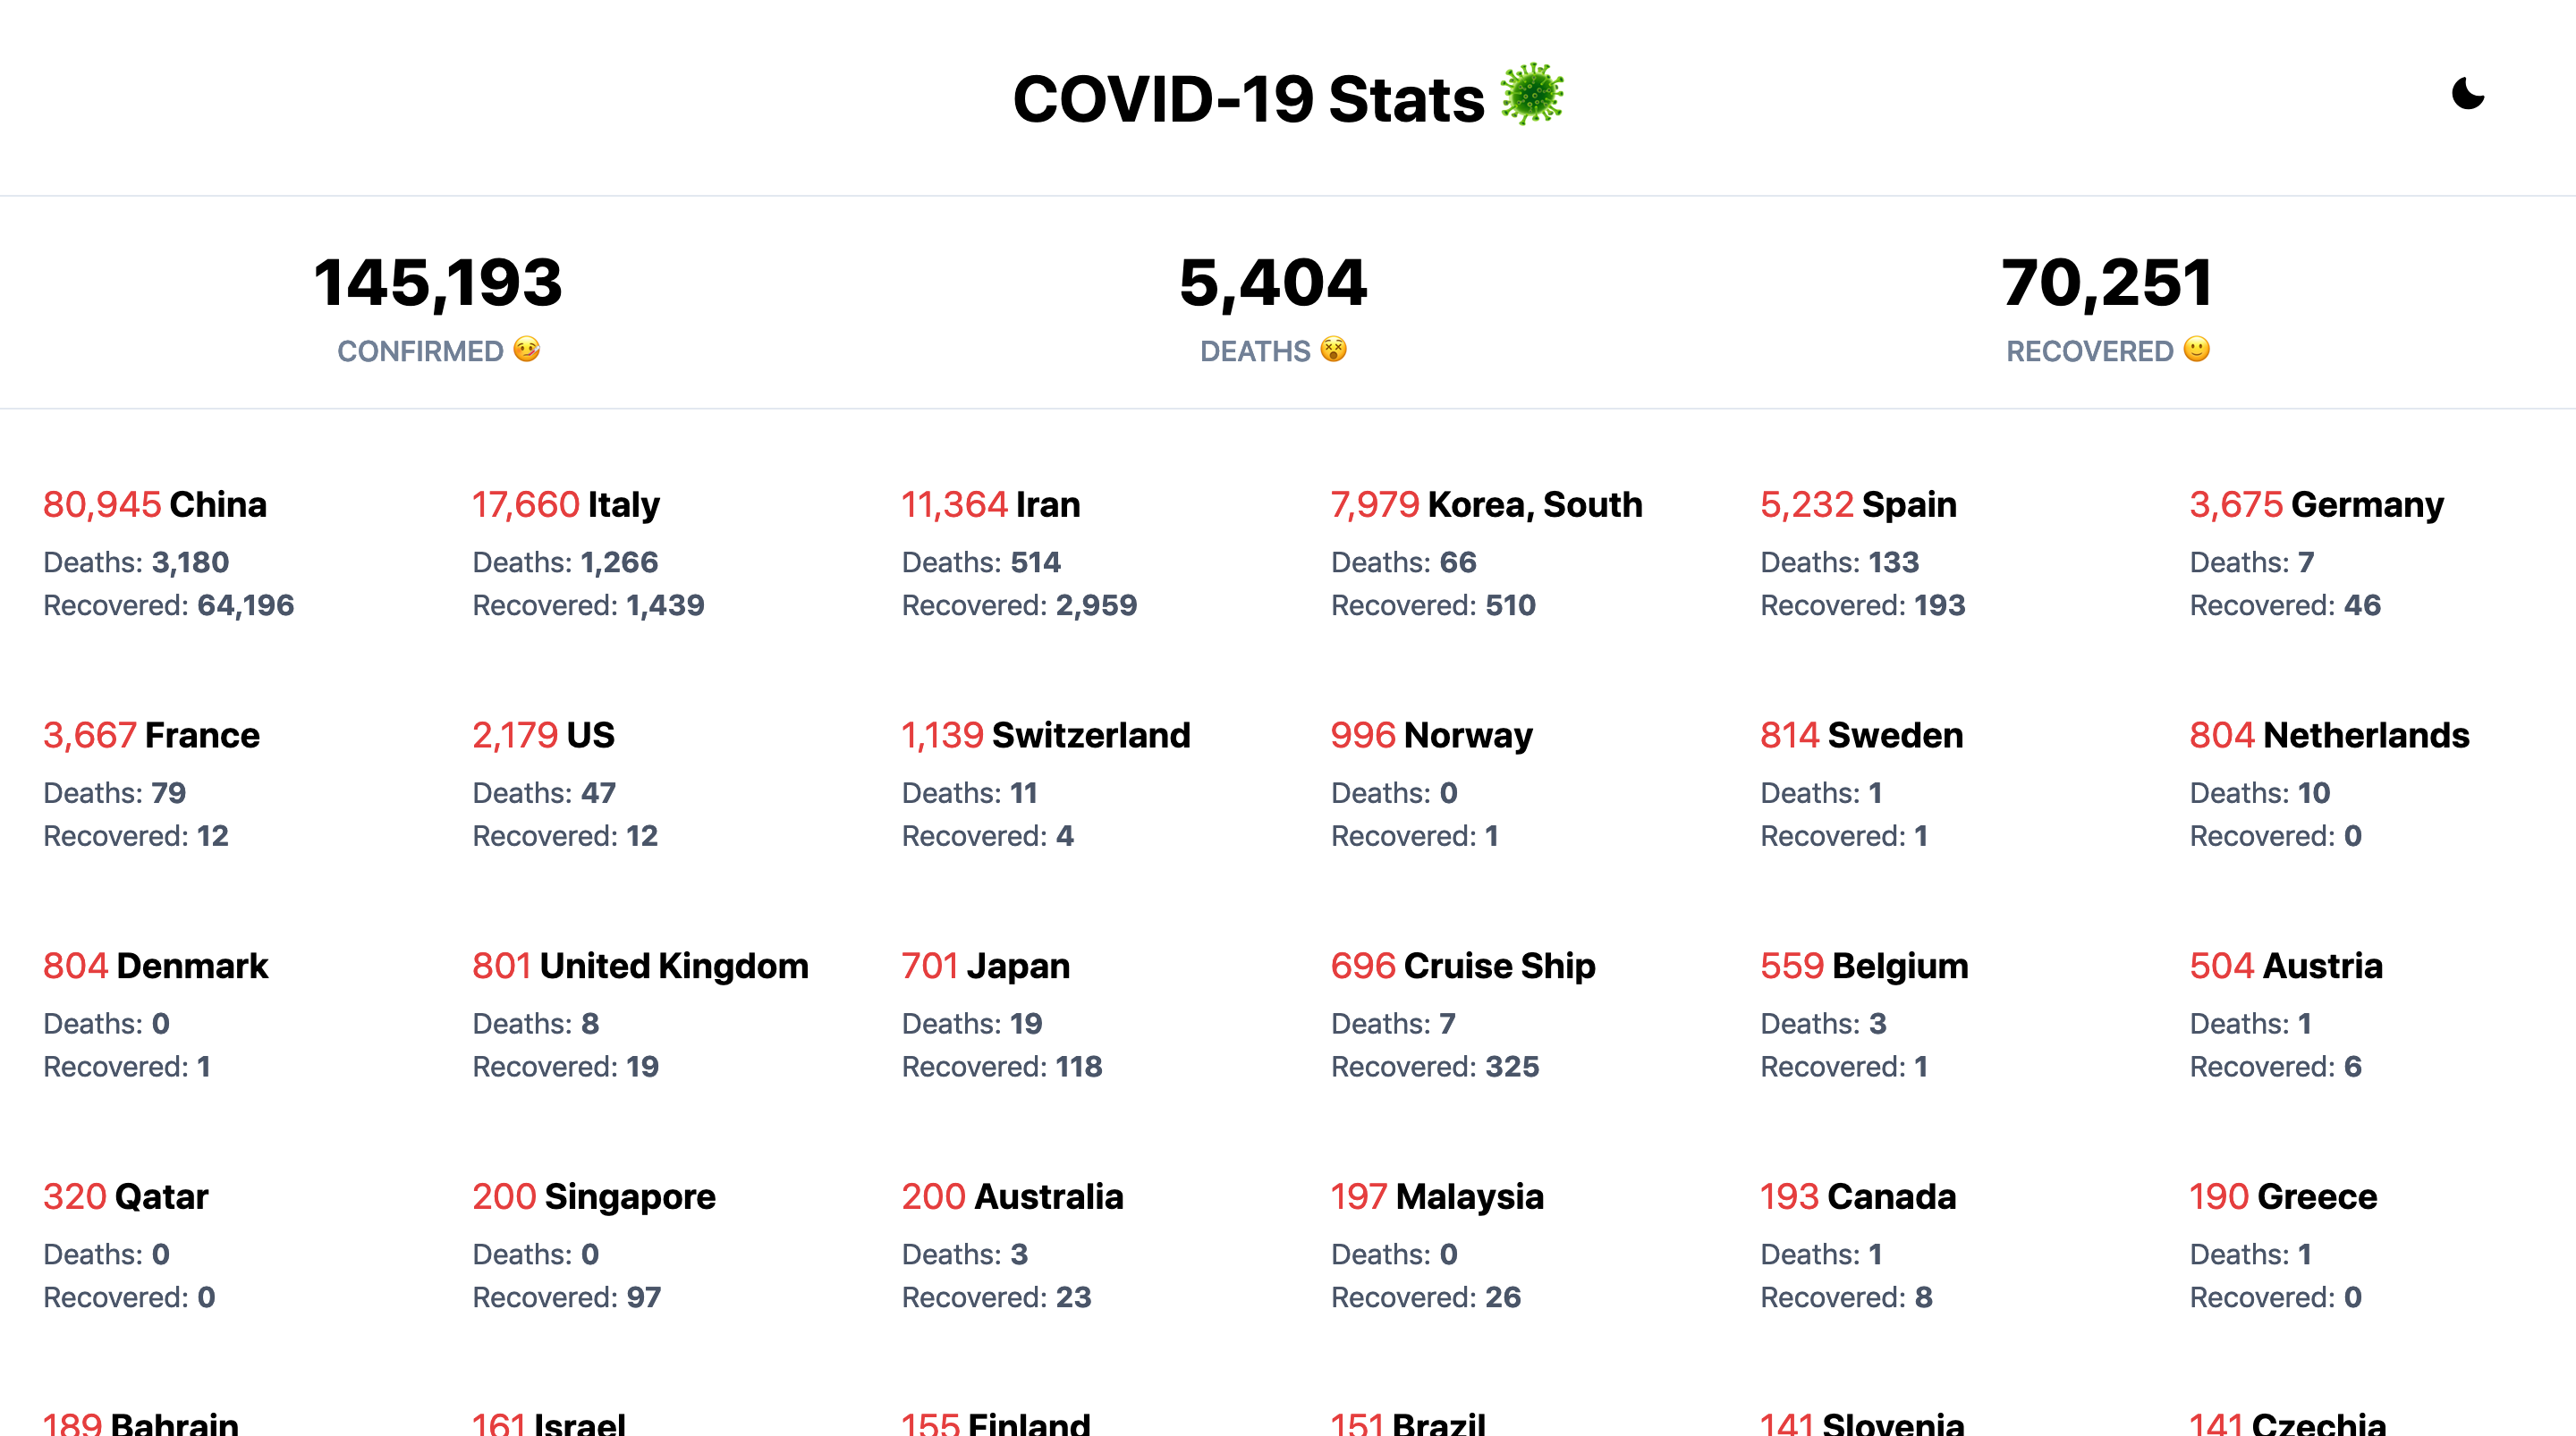 COVID-19 Stats
145,193
CONFIRMED
5,404
DEATHS
70,251
RECOVERED
80,945 China
Deaths: 3,180
Recovered: 64,196
17,660 Italy
Deaths: 1,266
Recovered: 1,439
11,364 Iran
Deaths: 514
Recovered: 2,959
7,979 Korea, South
Deaths: 66
Recovered: 510
5,232 Spain
Deaths: 133
Recovered: 193
3,675 Germany
Deaths: 7
Recovered: 46
3,667 France
Deaths: 79
Recovered: 12
2,179 US
Deaths: 47
Recovered: 12
1,139 Switzerland
Deaths: 11
Recovered: 4
996 Norway
Deaths: 0
Recovered: 1
814 Sweden
Deaths: 1
Recovered: 1
804 Netherlands
Deaths: 10
Recovered: 0
804 Denmark
Deaths: 0
Recovered: 1
801 United Kingdom
Deaths: 8
Recovered: 19
701 Japan
Deaths: 19
Recovered: 118
696 Cruise Ship
Deaths: 7
Recovered: 325
559 Belgium
Deaths: 3
Recovered: 1
504 Austria
Deaths: 1
Recovered: 6
320 Qatar
Deaths: 0
Recovered: 0
200 Singapore
Deaths: 0
Recovered: 97
200 Australia
Deaths: 3
Recovered: 23
197 Malaysia
Deaths: 0
Recovered: 26
193 Canada
Deaths: 1
Recovered: 8
190 Greece
Deaths: 1
Recovered: 0
189 Bahrain
161 Israel
155 Finland
151 Brazil
141 Slovenia
141 Czechia